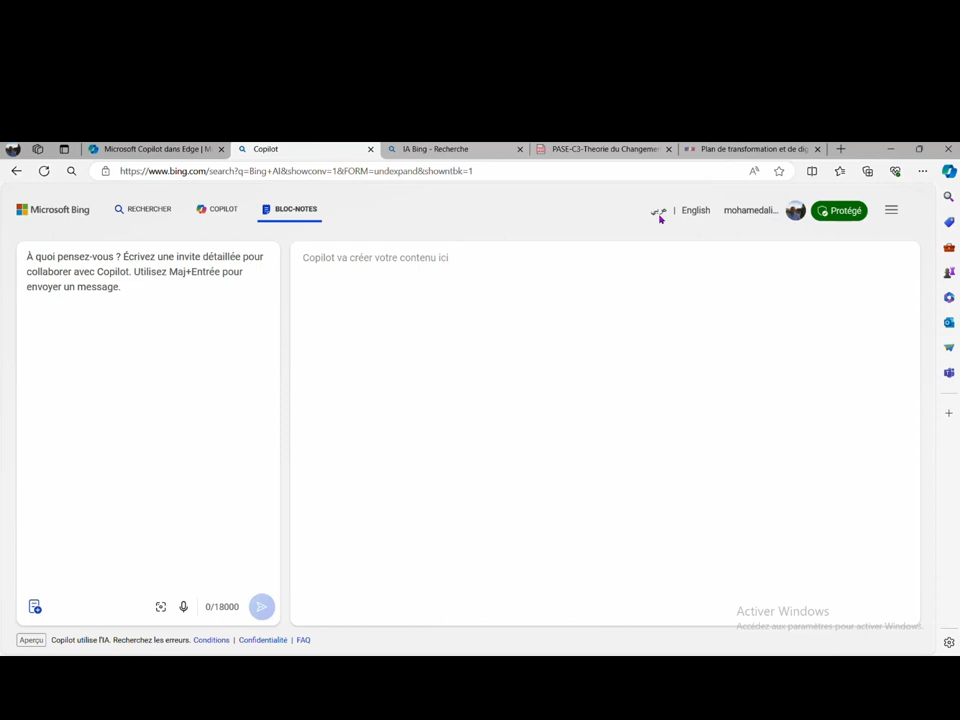 Microsoft Copilot dans Edge | M
Copilot
IA Bing - Recherche
PASE-C3-Theorie du Changeme
Plan de transformation et de dig
https://www.bing.com/search?q=Bing+AI&showconv=1&FORM=undexpand&showntbk=1
Microsoft Bing
RECHERCHER
COPILOT
BLOC-NOTES
عربي | English
mohamedali...
Protégé
À quoi pensez-vous ? Écrivez une invite détaillée pour
collaborer avec Copilot. Utilisez Maj+Entrée pour
envoyer un message.
Copilot va créer votre contenu ici
0/18000
Activer Windows
Accédez aux paramètres pour activer Windows.
Aperçu Copilot utilise l'IA. Recherchez les erreurs. Conditions | Confidentialité | FAQ